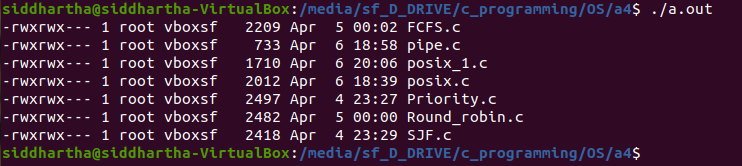 siddhartha@siddhartha-VirtualBox:/media/sf_D_DRIVE/c_programming/OS/a4$ ./a.out
-rwxrwx--- 1 root vboxsf   2209 Apr  5 00:02 FCFS.c
-rwxrwx--- 1 root vboxsf    733 Apr  6 18:58 pipe.c
-rwxrwx--- 1 root vboxsf   1710 Apr  6 20:06 posix_1.c
-rwxrwx--- 1 root vboxsf   2012 Apr  6 18:39 posix.c
-rwxrwx--- 1 root vboxsf   2497 Apr  4 23:27 Priority.c
-rwxrwx--- 1 root vboxsf   2482 Apr  5 00:00 Round_robin.c
-rwxrwx--- 1 root vboxsf   2418 Apr  4 23:29 SJF.c
siddhartha@siddhartha-VirtualBox:/media/sf_D_DRIVE/c_programming/OS/a4$